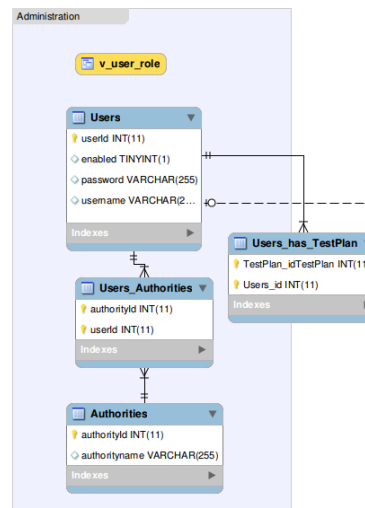 Administration
v_user_role
Users
userId INT(11)
enabled TINYINT(1)
password VARCHAR(255)
username VARCHAR(2...
Indexes
Users_has_TestPlan
TestPlan_idTestPlan INT(11
Users_id INT(11)
Indexes
Users_Authorities
authorityId INT(11)
userId INT(11)
Indexes
Authorities
authorityId INT(11)
authorityname VARCHAR(255)
Indexes